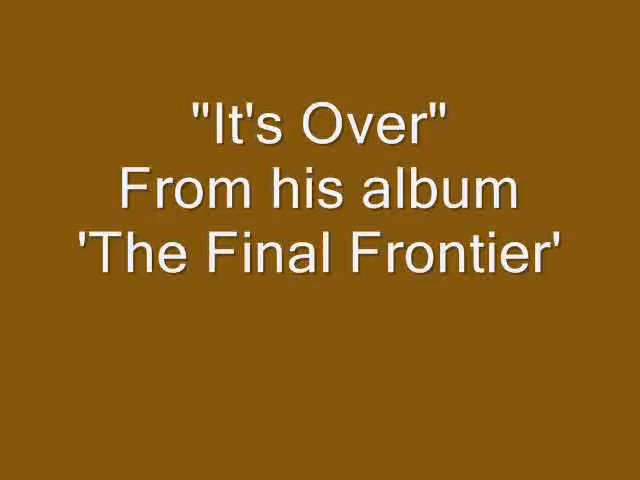 "It's Over"
From his album
'The Final Frontier'